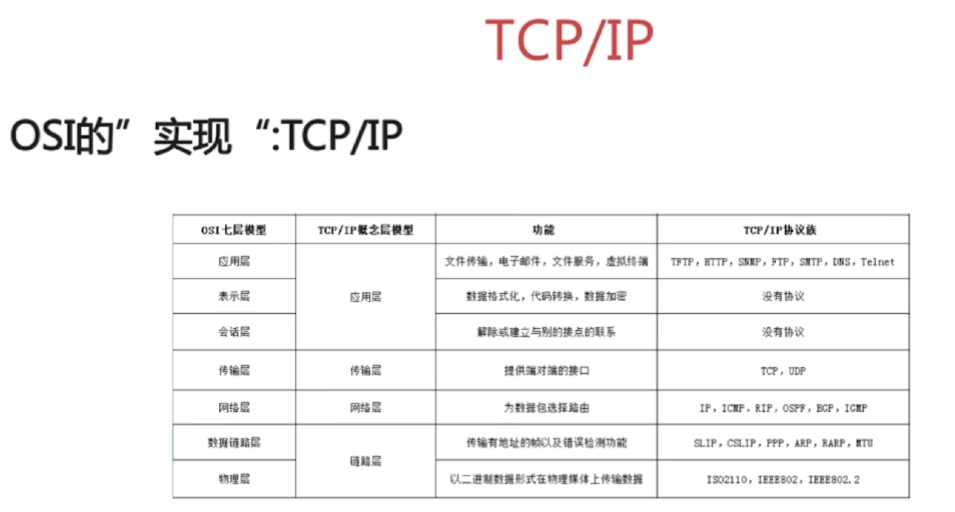 TCP/IP
OSI的”实现“:TCP/IP
OSI七层模型 TCP/IP概念层模型 功能 TCP/IP协议族
应用层 文件传输，电子邮件，文件服务，虚拟终端 TFTP，HTTP，SNMP，FTP，SMTP，DNS，Telnet
表示层 应用层 数据格式化，代码转换，数据加密 没有协议
会话层 解除或建立与别的接点的联系 没有协议
传输层 传输层 提供端对端的接口 TCP，UDP
网络层 网络层 为数据包选择路由 IP，ICMP，RIP，OSPF，BGP，IGMP
数据链路层 传输有地址的帧以及错误检测功能 SLIP，CSLIP，PPP，ARP，RARP，MTU
链路层
物理层 以二进制数据形式在物理媒体上传输数据 ISO2110，IEEE802，IEEE802.2